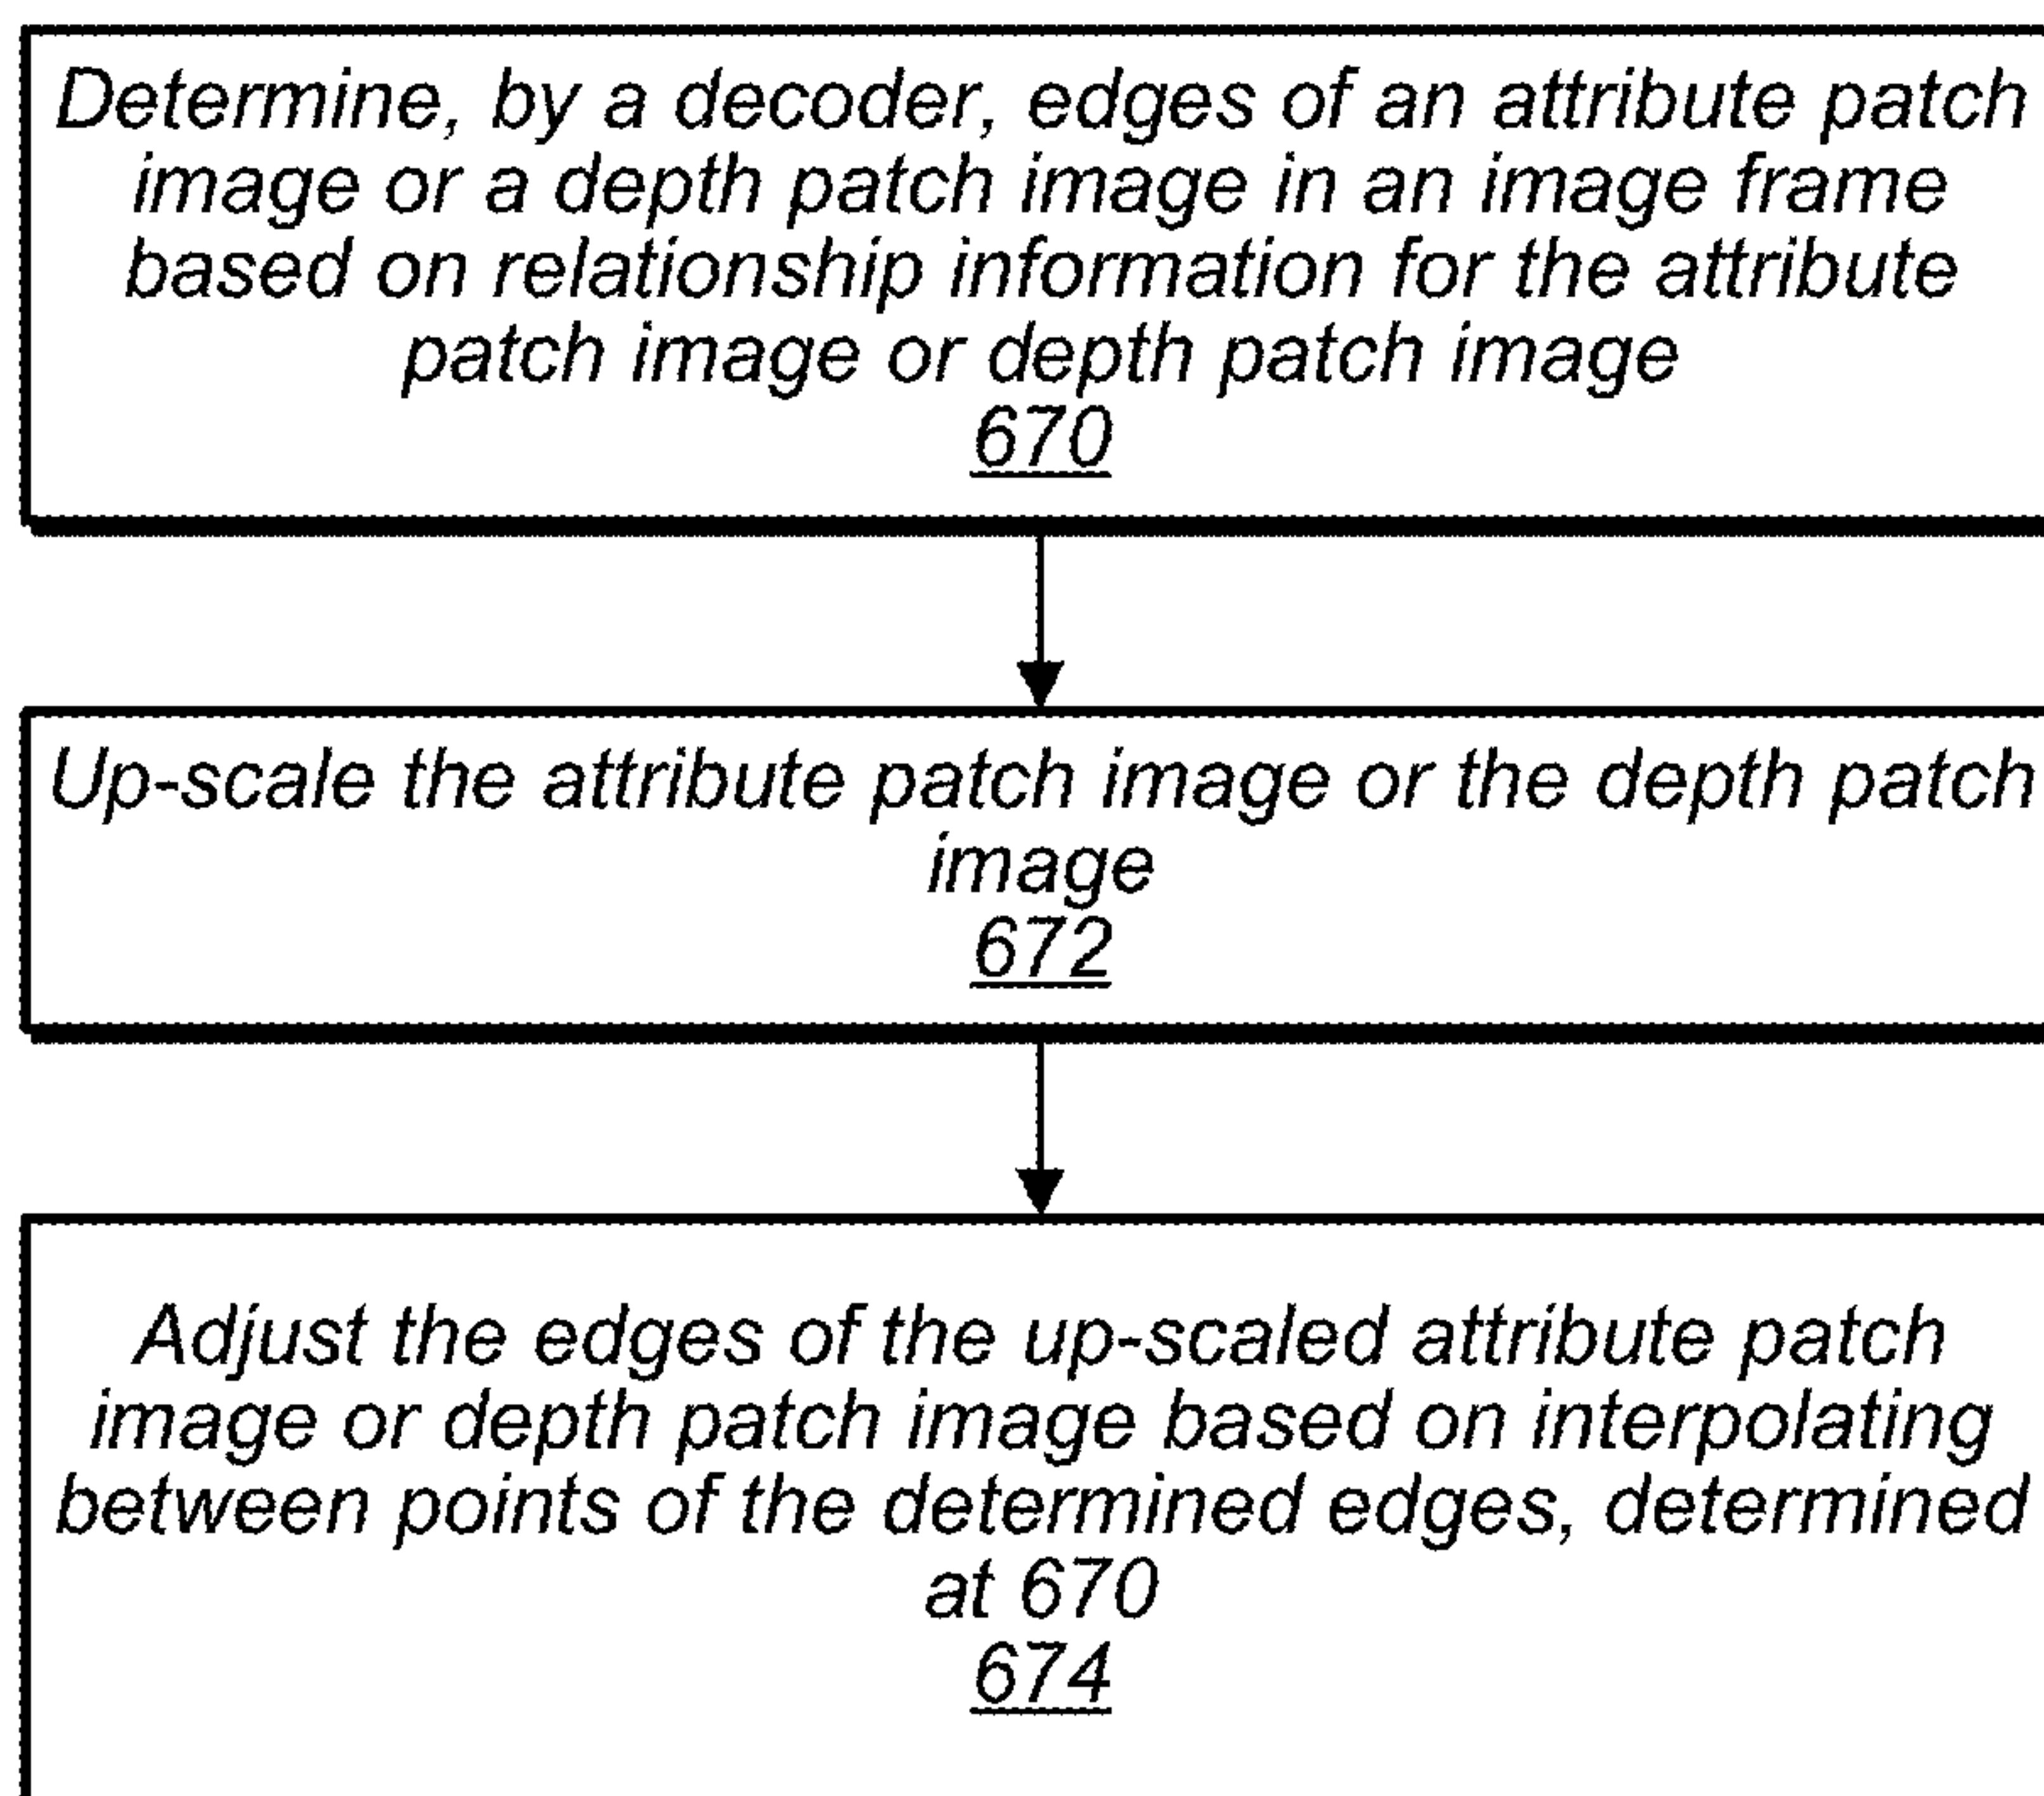 Determine, by a decoder, edges of an attribute patch
image or a depth patch image in an image frame
based on relationship information for the attribute
patch image or depth patch image
670
Up-scale the attribute patch image or the depth patch
image
672
Adjust the edges of the up-scaled attribute patch
image or depth patch image based on interpolating
between points of the determined edges, determined
at 670
674